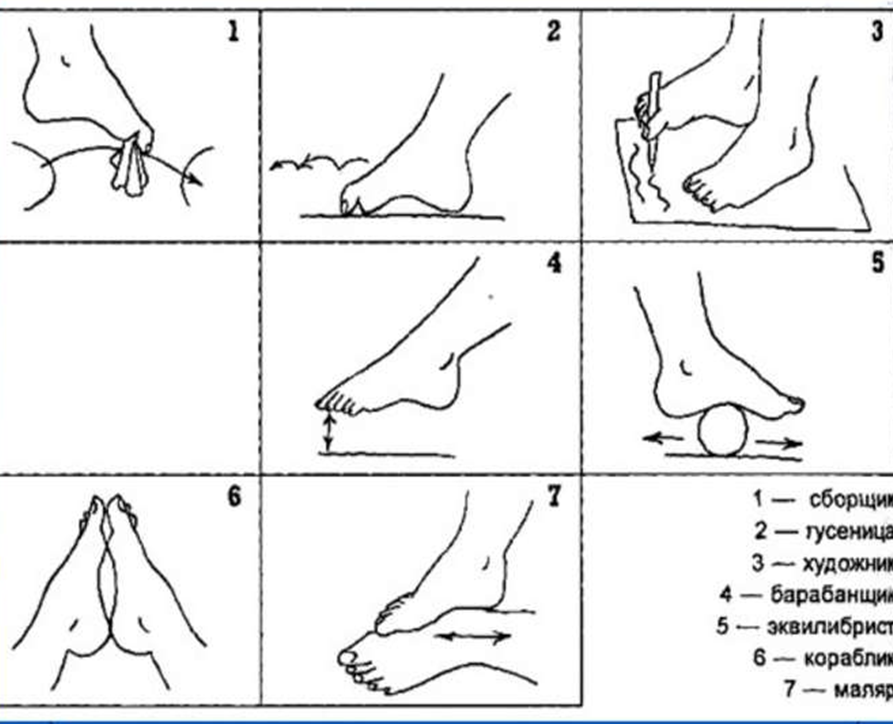 1
2
3
4
5
6
7
1 — сборщик
2 — гусеница
3 — художник
4 — барабанщик
5 — эквилибрист
6 — кораблик
7 — маляр